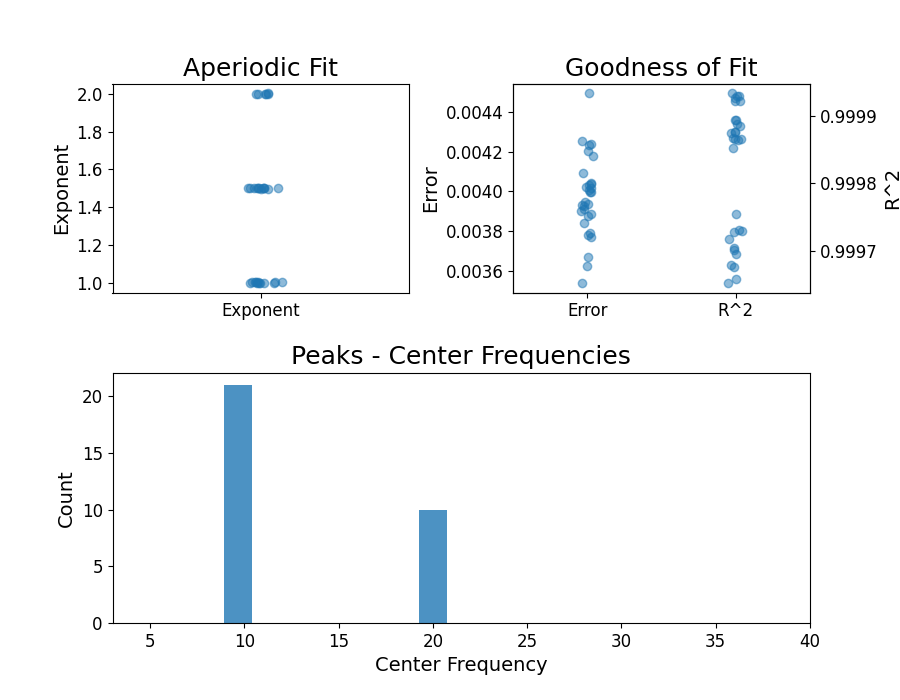 Aperiodic Fit
Goodness of Fit
2.0
1.8
1.6
1.4
1.2
1.0
Exponent
Exponent
0.0044
0.0042
0.0040
0.0038
0.0036
Error
Error
R^2
0.9999
0.9998
0.9997
R^2
Peaks - Center Frequencies
20
15
10
5
0
Count
5 10 15 20 25 30 35 40
Center Frequency